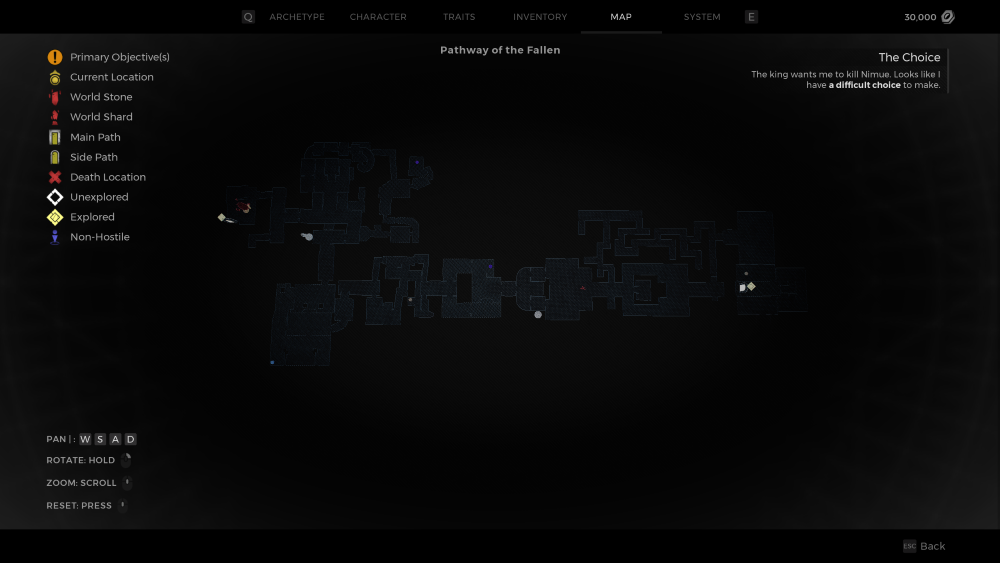 Q ARCHETYPE CHARACTER TRAITS INVENTORY MAP SYSTEM E 30,000
Pathway of the Fallen
The Choice
The king wants me to kill Nimue. Looks like I
have a difficult choice to make.
Primary Objective(s)
Current Location
World Stone
World Shard
Main Path
Side Path
Death Location
Unexplored
Explored
Non-Hostile
PAN | : W S A D
ROTATE: HOLD
ZOOM: SCROLL
RESET: PRESS
ESC Back